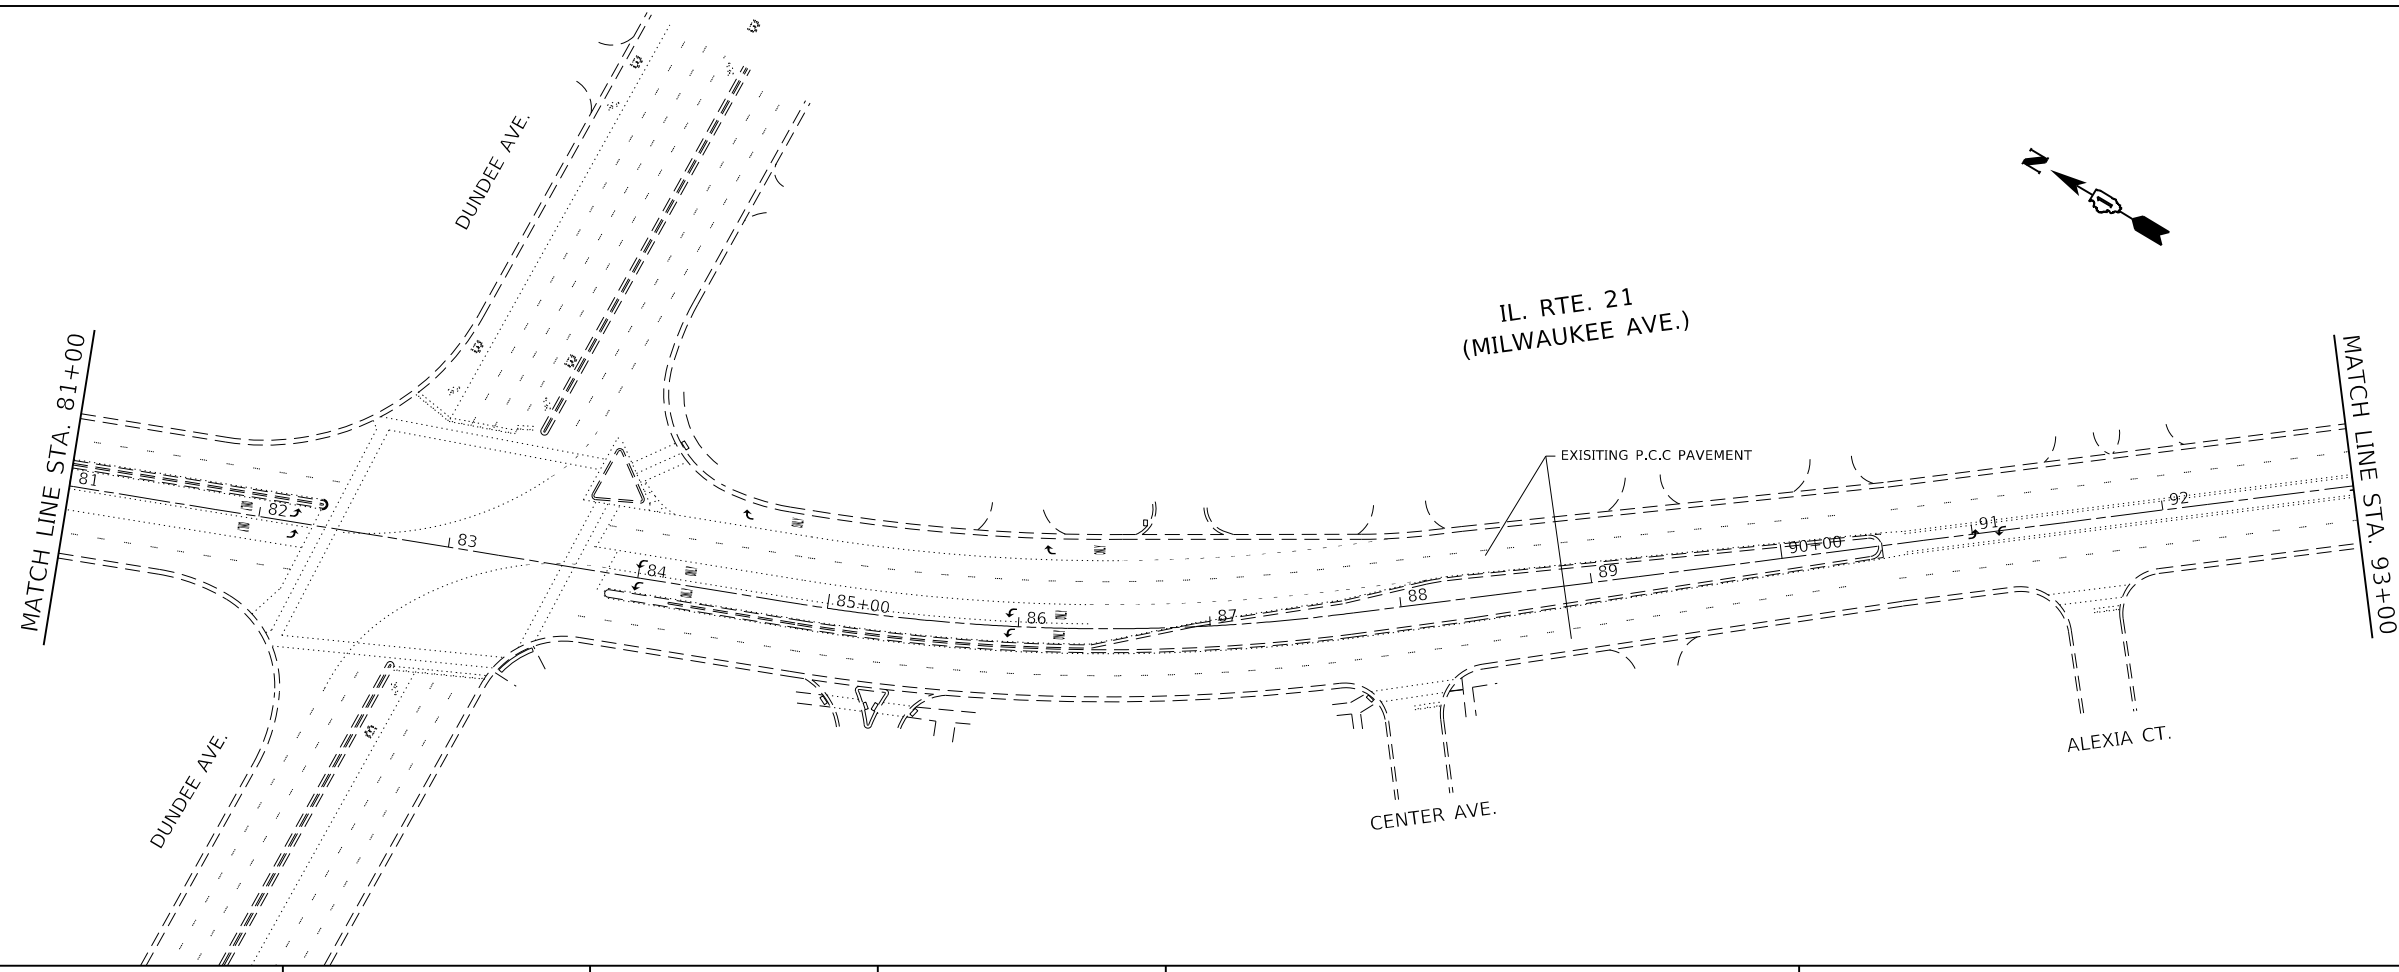 DUNDEE AVE.
N
IL. RTE. 21
(MILWAUKEE AVE.)
MATCH LINE STA. 81+00
MATCH LINE STA. 93+00
EXISITING P.C.C PAVEMENT
81
82
83
84
85+00
86
87
88
89
90+00
91
92
DUNDEE AVE.
CENTER AVE.
ALEXIA CT.